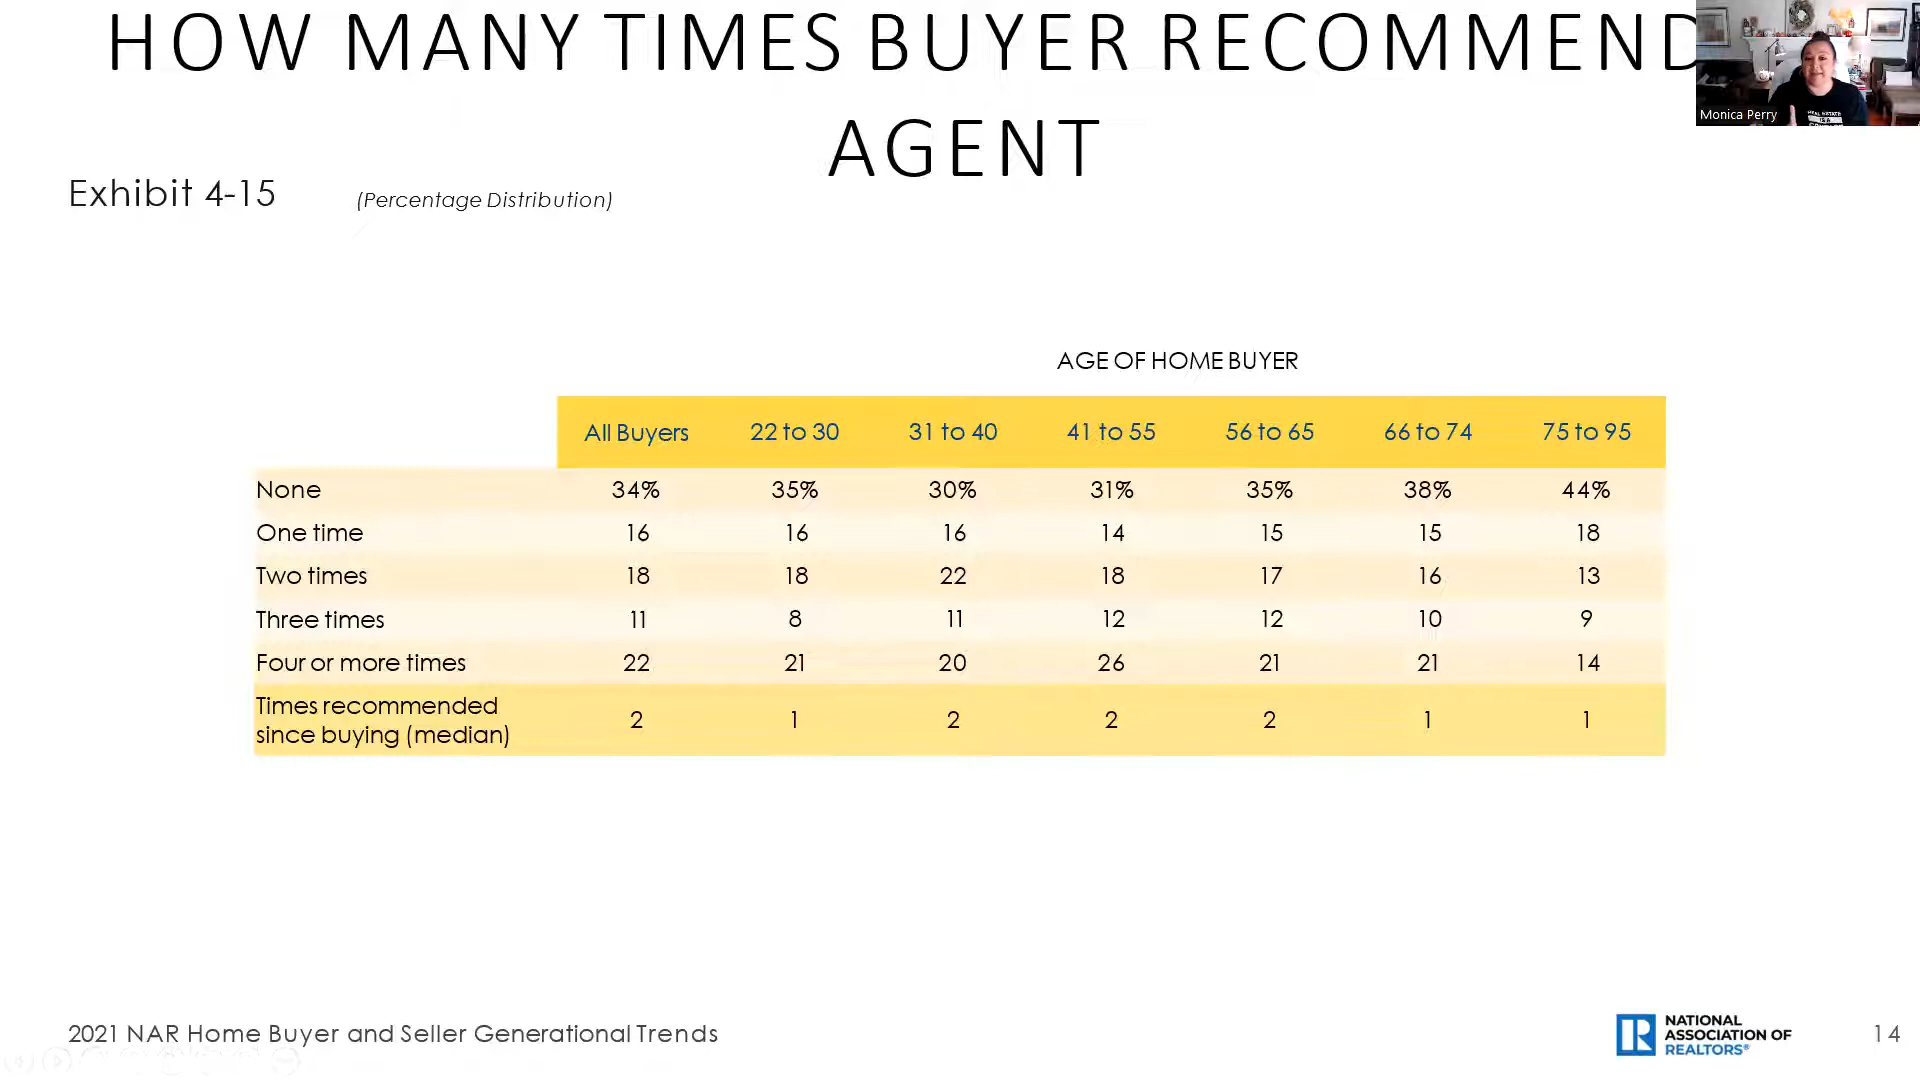 HOW MANY TIMES BUYER RECOMMEND
AGENT
Monica Perry
REAL ESTATE
IS A
Exhibit 4-15 (Percentage Distribution)
AGE OF HOME BUYER
All Buyers 22 to 30 31 to 40 41 to 55 56 to 65 66 to 74 75 to 95
None 34% 35% 30% 31% 35% 38% 44%
One time 16 16 16 14 15 15 18
Two times 18 18 22 18 17 16 13
Three times 11 8 11 12 12 10 9
Four or more times 22 21 20 26 21 21 14
Times recommended
since buying (median) 2 1 2 2 2 1 1
2021 NAR Home Buyer and Seller Generational Trends
NATIONAL
ASSOCIATION OF
REALTORS®
14